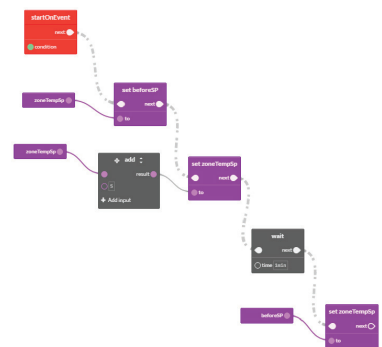 startOnEvent
next
condition
set beforeSP
next
to
zoneTempSp
zoneTempSp
add
result
5
Add input
set zoneTempSp
next
to
wait
next
time 1min
beforeSP
set zoneTempSp
next
to